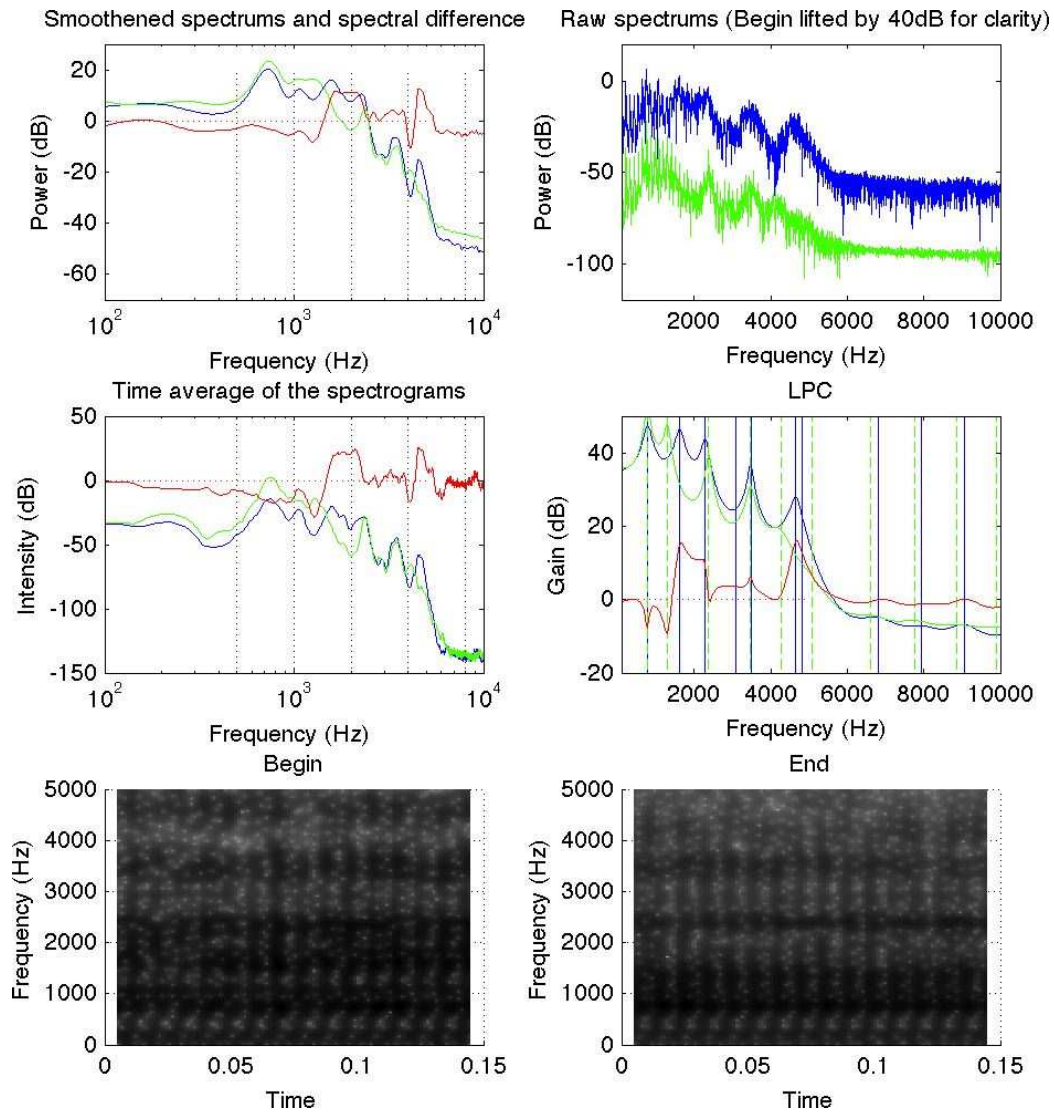 Smoothened spectrums and spectral difference
Power (dB)
20
0
-20
-40
-60
10^2
10^3
10^4
Frequency (Hz)
Raw spectrums (Begin lifted by 40dB for clarity)
Power (dB)
0
-50
-100
2000 4000 6000 8000 10000
Frequency (Hz)
Time average of the spectrograms
Intensity (dB)
50
0
-50
-100
-150
10^2
10^3
10^4
Frequency (Hz)
LPC
Gain (dB)
40
20
0
-20
2000 4000 6000 8000 10000
Frequency (Hz)
Begin
Frequency (Hz)
5000
4000
3000
2000
1000
0
0 0.05 0.1 0.15
Time
End
Frequency (Hz)
5000
4000
3000
2000
1000
0
0 0.05 0.1 0.15
Time